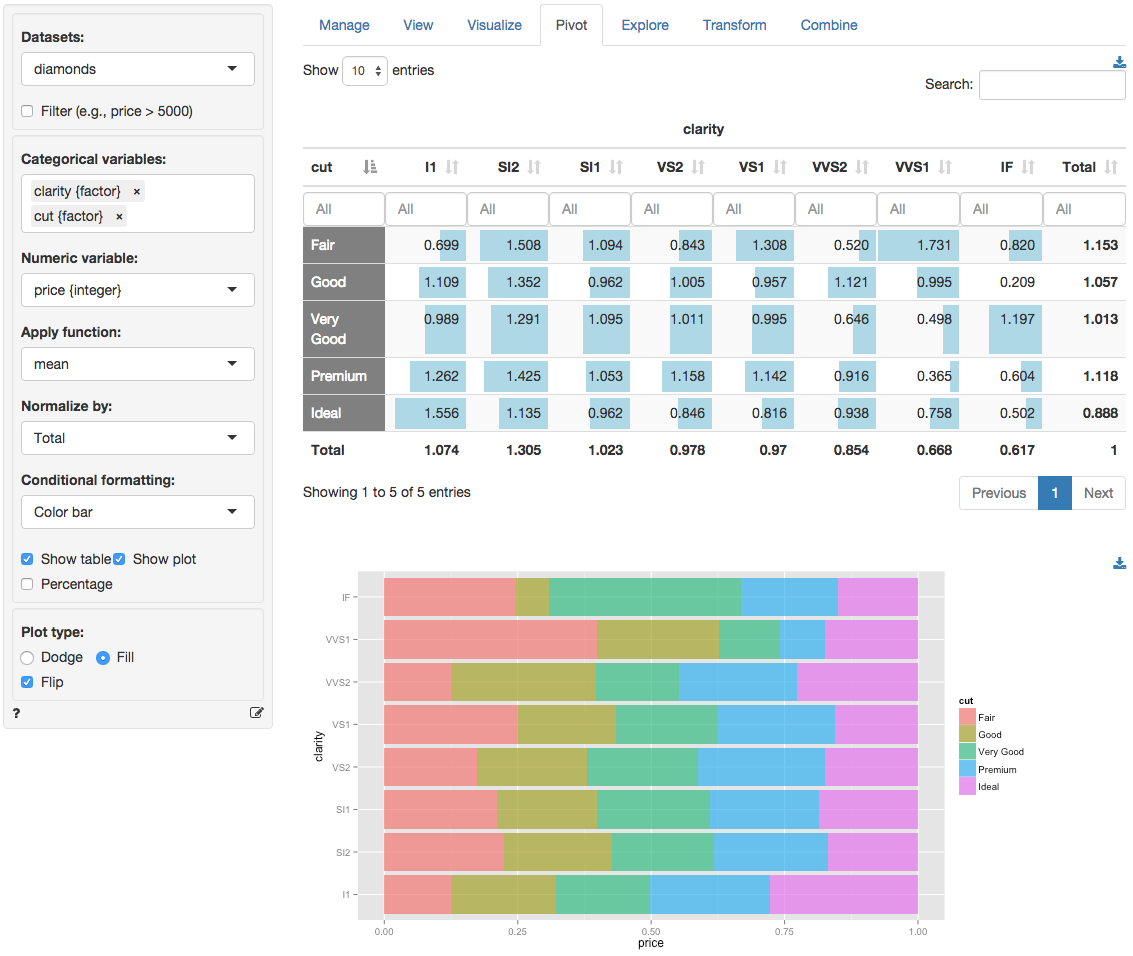 Datasets:
diamonds
Filter (e.g., price > 5000)
Categorical variables:
clarity {factor} ×
cut {factor} ×
Numeric variable:
price {integer}
Apply function:
mean
Normalize by:
Total
Conditional formatting:
Color bar
Show table Show plot
Percentage
Plot type:
Dodge Fill
Flip
?
Manage View Visualize Pivot Explore Transform Combine
Show 10 entries
Search:
clarity
cut I1 SI2 SI1 VS2 VS1 VVS2 VVS1 IF Total
All All All All All All All All All All
Fair 0.699 1.508 1.094 0.843 1.308 0.520 1.731 0.820 1.153
Good 1.109 1.352 0.962 1.005 0.957 1.121 0.995 0.209 1.057
Very Good 0.989 1.291 1.095 1.011 0.995 0.646 0.498 1.197 1.013
Premium 1.262 1.425 1.053 1.158 1.142 0.916 0.365 0.604 1.118
Ideal 1.556 1.135 0.962 0.846 0.816 0.938 0.758 0.502 0.888
Total 1.074 1.305 1.023 0.978 0.97 0.854 0.668 0.617 1
Showing 1 to 5 of 5 entries
Previous 1 Next
clarity
IF
VVS1
VVS2
VS1
VS2
SI1
SI2
I1
0.00 0.25 0.50 0.75 1.00
price
cut
Fair
Good
Very Good
Premium
Ideal